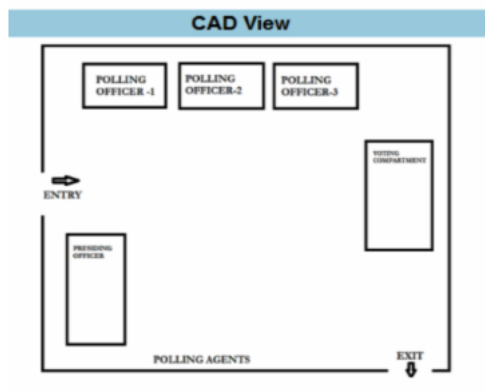 CAD View
POLLING
OFFICER -1
POLLING
OFFICER-2
POLLING
OFFICER-3
VOTING
COMPARTMENT
ENTRY
PRESIDING
OFFICER
POLLING AGENTS
EXIT